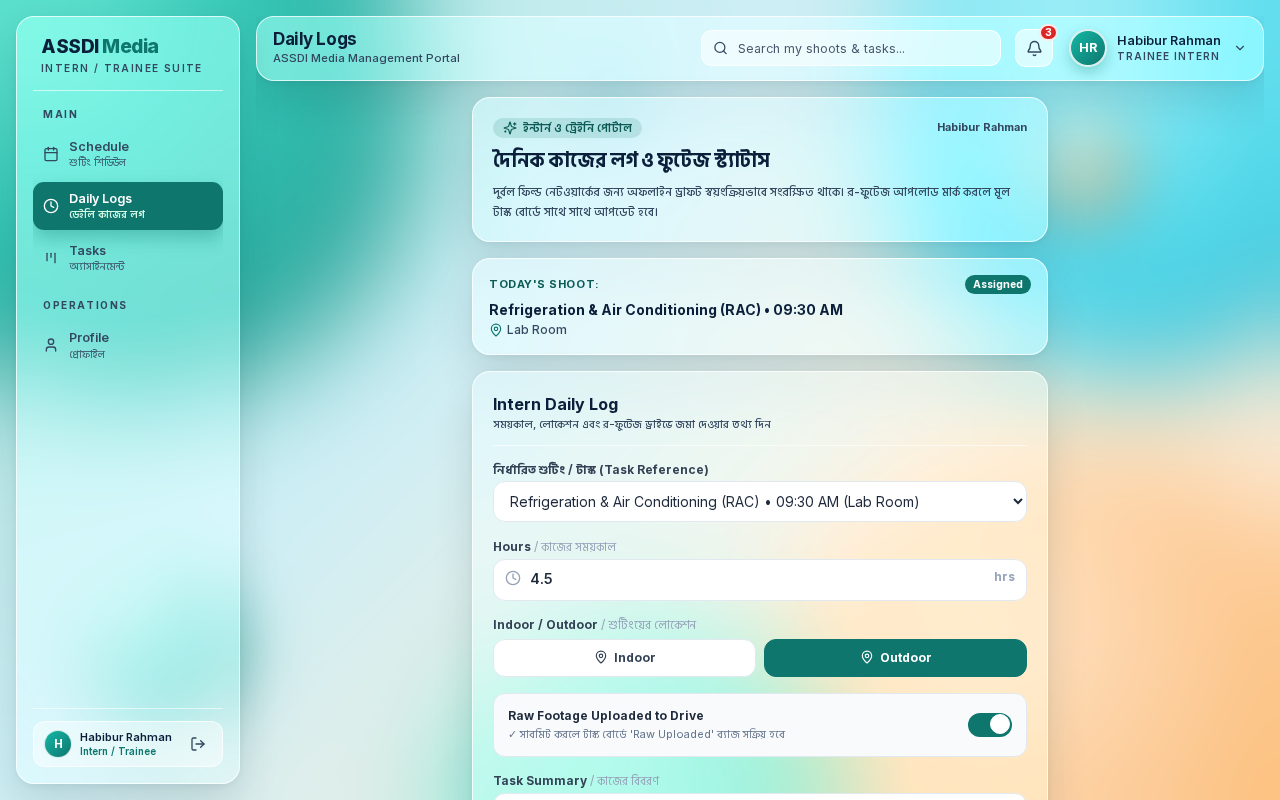 ASSDI Media
INTERN / TRAINEE SUITE
MAIN
Schedule
শুটিং শিডিউল
Daily Logs
ডেইলি কাজের লগ
Tasks
অ্যাসাইনমেন্ট
OPERATIONS
Profile
প্রোফাইল
H
Habibur Rahman
Intern / Trainee
Daily Logs
ASSDI Media Management Portal
Search my shoots & tasks...
3
HR
Habibur Rahman
TRAINEE INTERN
ইন্টার্ন ও ট্রেইনি পোর্টাল
Habibur Rahman
দৈনিক কাজের লগ ও ফুটেজ স্ট্যাটাস
দুর্বল ফিল্ড নেটওয়ার্কের জন্য অফলাইন ড্রাফট স্বয়ংক্রিয়ভাবে সংরক্ষিত থাকে। র-ফুটেজ আপলোড মার্ক করলে মূল
টাস্ক বোর্ডে সাথে সাথে আপডেট হবে।
TODAY'S SHOOT:
Assigned
Refrigeration & Air Conditioning (RAC) • 09:30 AM
Lab Room
Intern Daily Log
সময়কাল, লোকেশন এবং র-ফুটেজ ড্রাইভে জমা দেওয়ার তথ্য দিন
নির্ধারিত শুটিং / টাস্ক (Task Reference)
Refrigeration & Air Conditioning (RAC) • 09:30 AM (Lab Room)
Hours / কাজের সময়কাল
4.5
hrs
Indoor / Outdoor / শুটিংয়ের লোকেশন
Indoor
Outdoor
Raw Footage Uploaded to Drive
✓ সাবমিট করলে টাস্ক বোর্ডে 'Raw Uploaded' ব্যাজ সক্রিয় হবে
Task Summary / কাজের বিবরণ